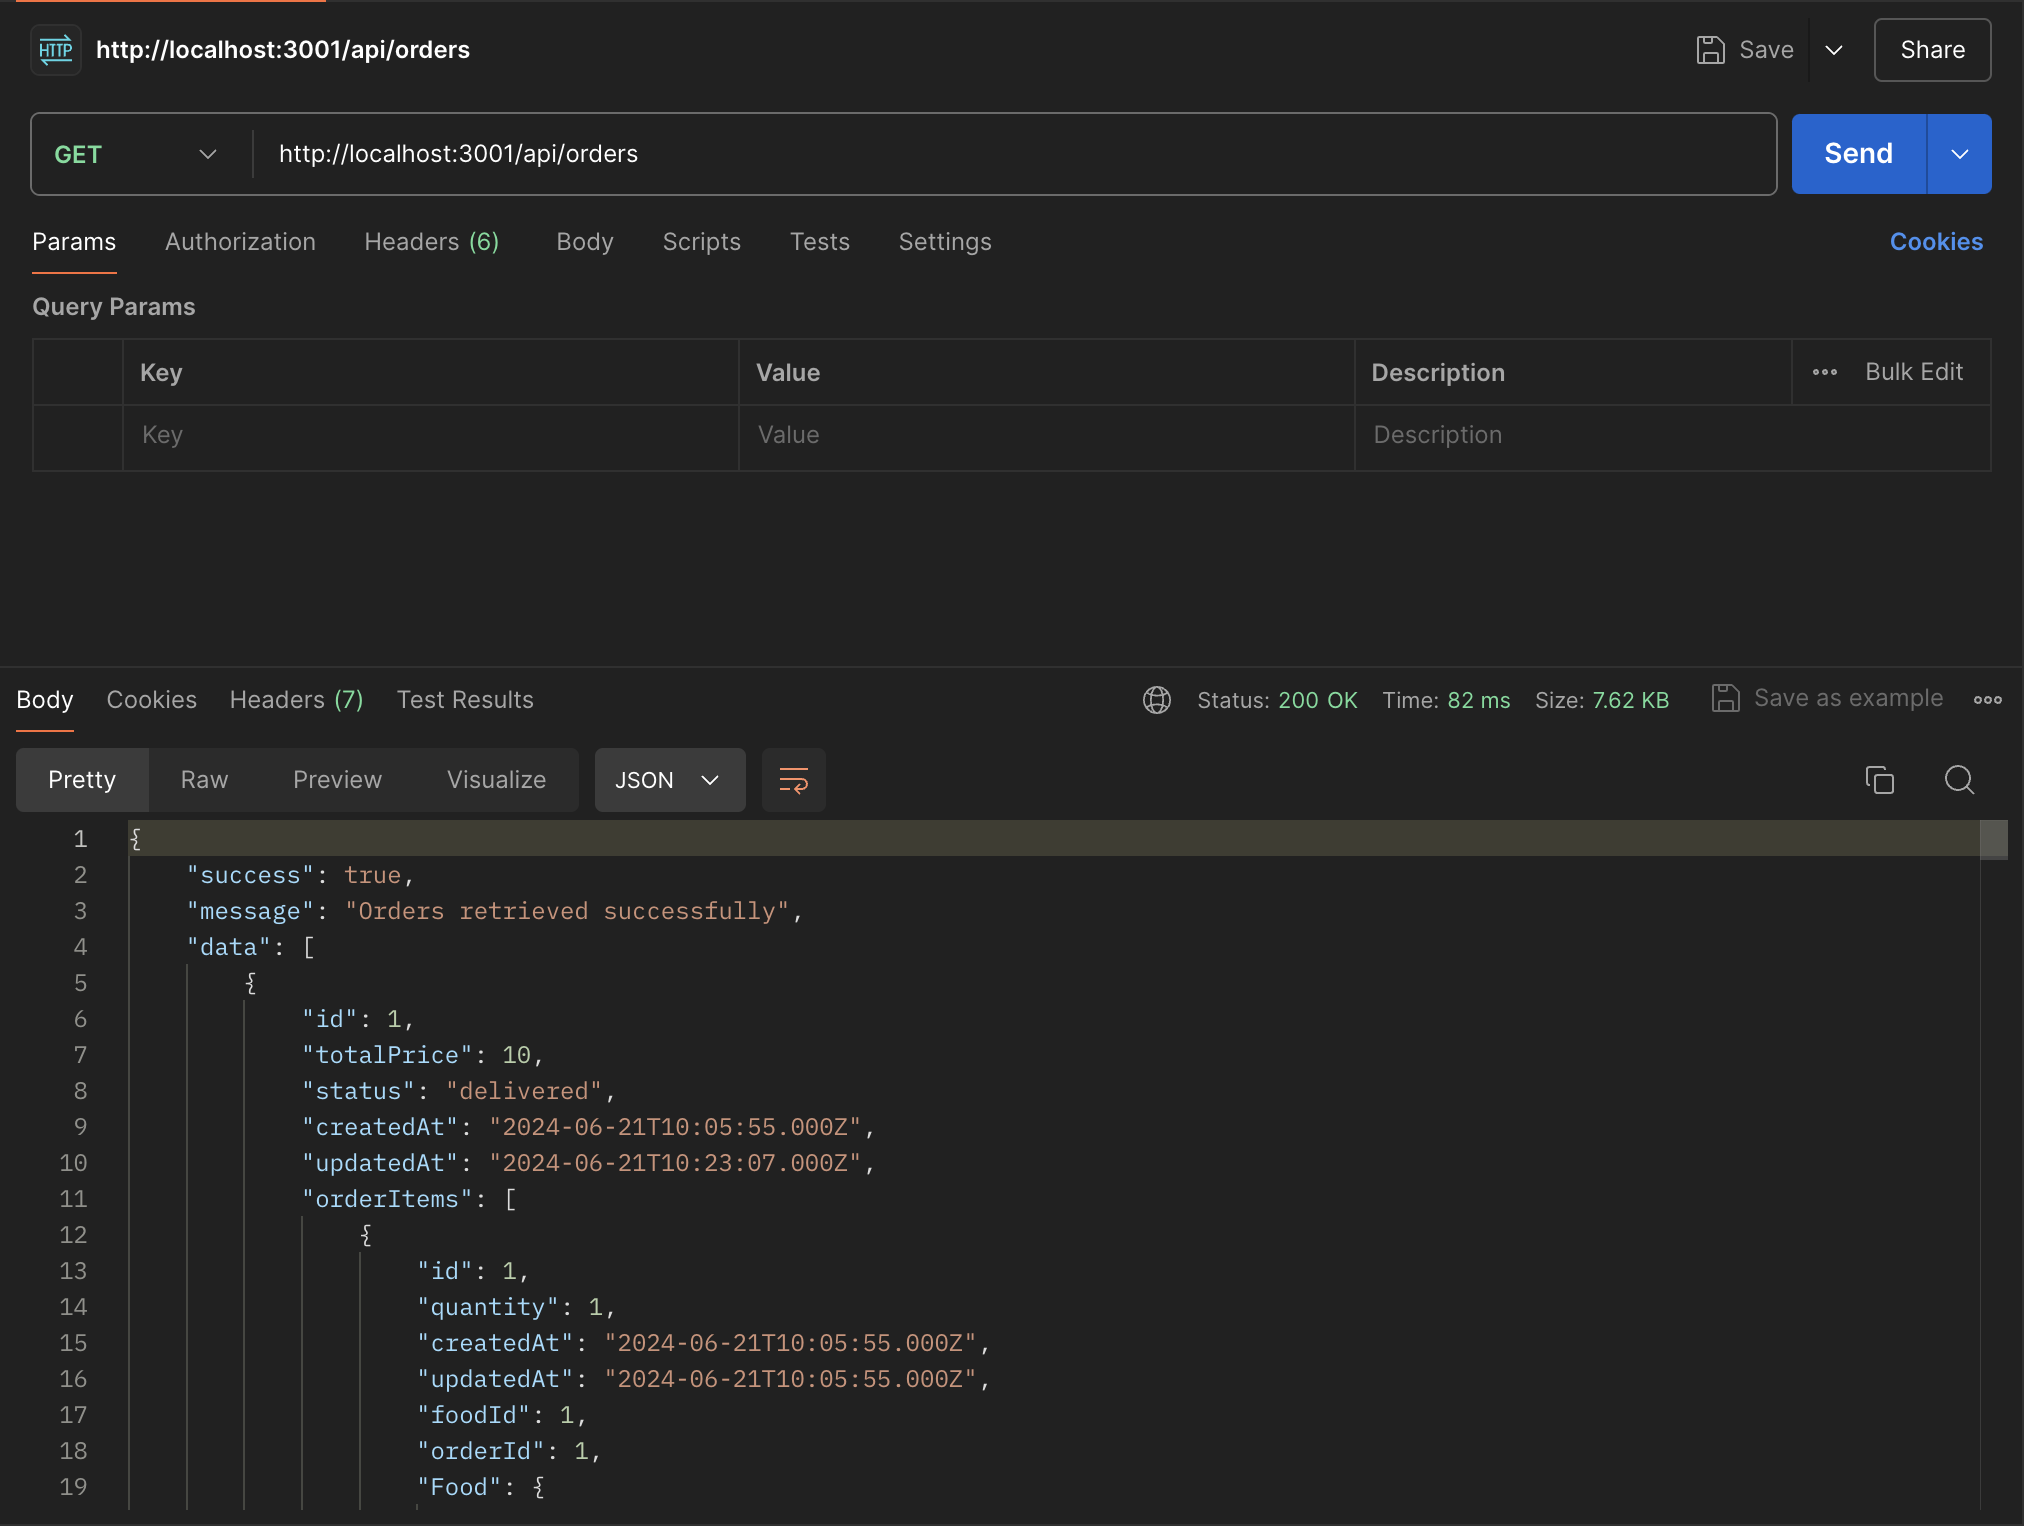 HTTP http://localhost:3001/api/orders Save Share
GET http://localhost:3001/api/orders Send
Params Authorization Headers (6) Body Scripts Tests Settings Cookies
Query Params
Key Value Description Bulk Edit
Key Value Description
Body Cookies Headers (7) Test Results Status: 200 OK Time: 82 ms Size: 7.62 KB Save as example
Pretty Raw Preview Visualize JSON
1 {
2 "success": true,
3 "message": "Orders retrieved successfully",
4 "data": [
5 {
6 "id": 1,
7 "totalPrice": 10,
8 "status": "delivered",
9 "createdAt": "2024-06-21T10:05:55.000Z",
10 "updatedAt": "2024-06-21T10:23:07.000Z",
11 "orderItems": [
12 {
13 "id": 1,
14 "quantity": 1,
15 "createdAt": "2024-06-21T10:05:55.000Z",
16 "updatedAt": "2024-06-21T10:05:55.000Z",
17 "foodId": 1,
18 "orderId": 1,
19 "Food": {